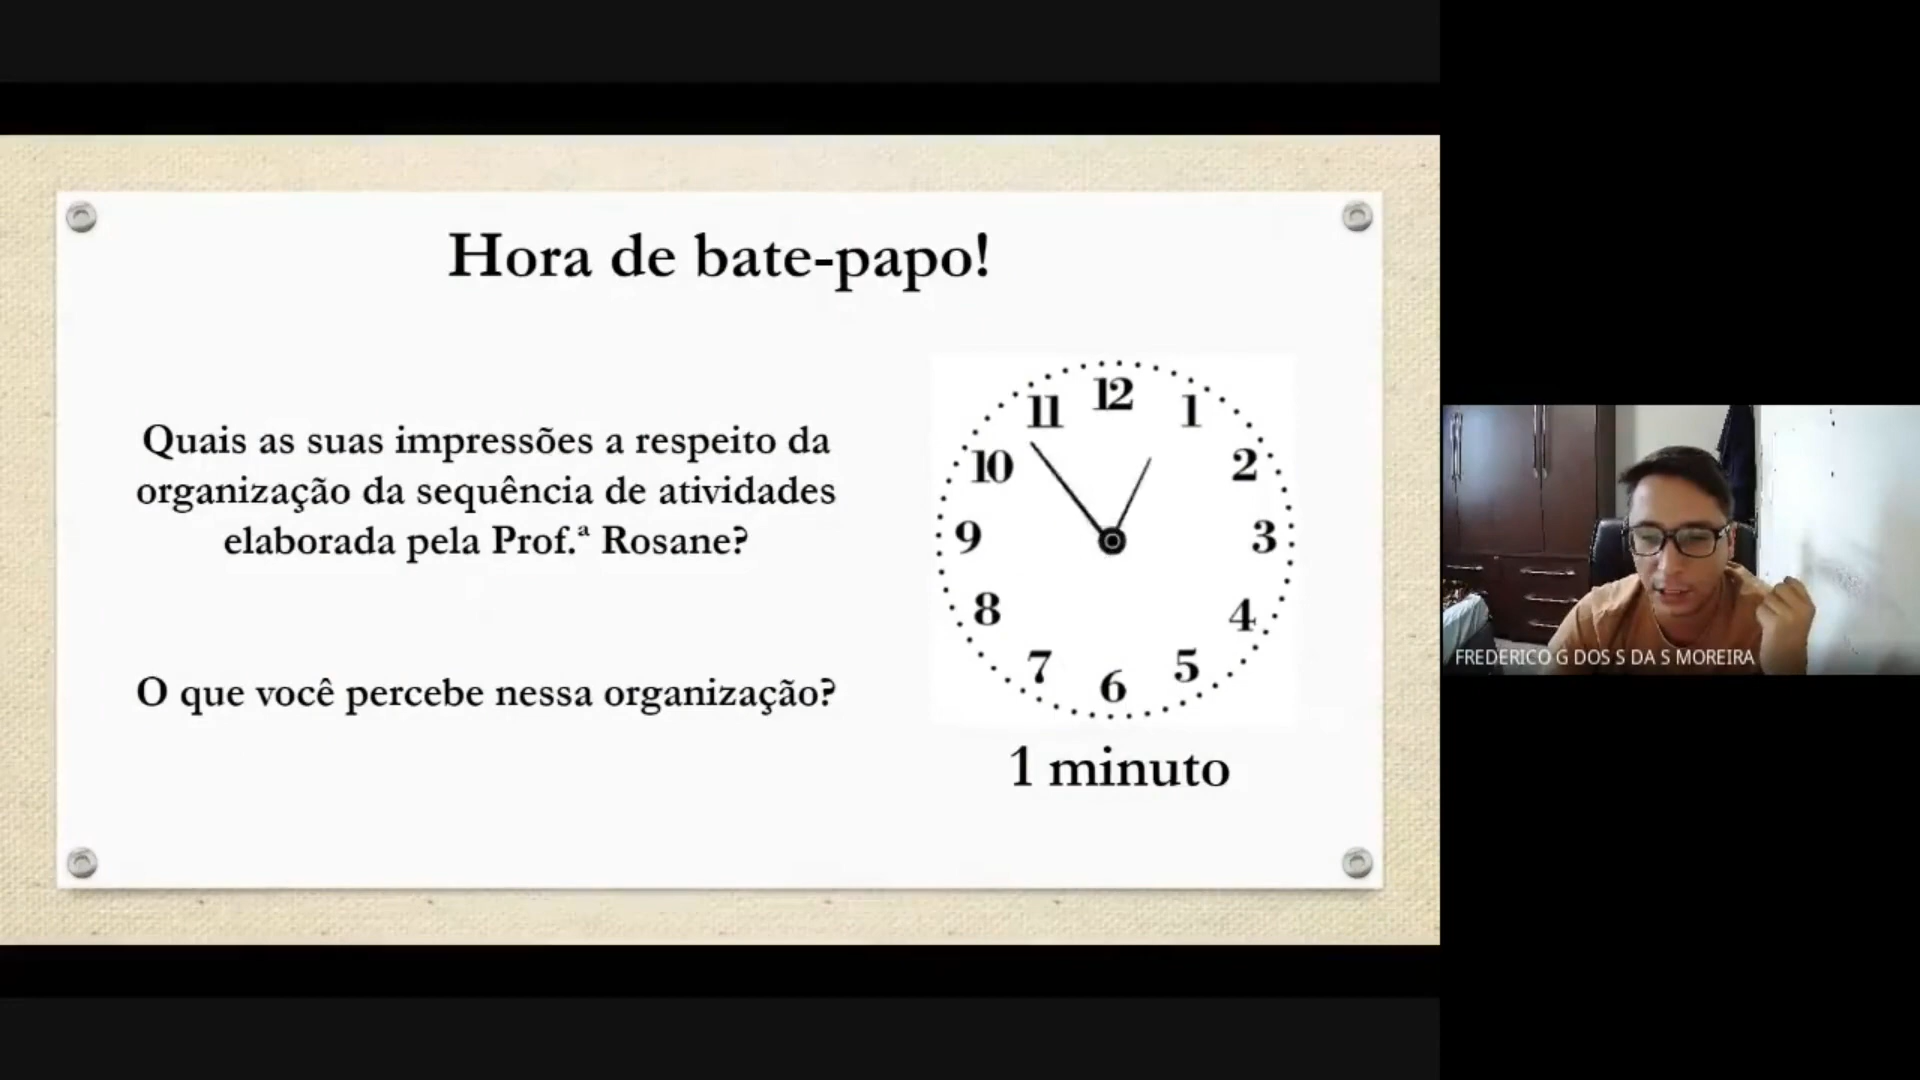 Hora de bate-papo!
Quais as suas impressões a respeito da
organização da sequência de atividades
elaborada pela Prof.ª Rosane?
O que você percebe nessa organização?
12
1
2
3
4
5
6
7
8
9
10
11
1 minuto
FREDERICO G DOS S DA S MOREIRA